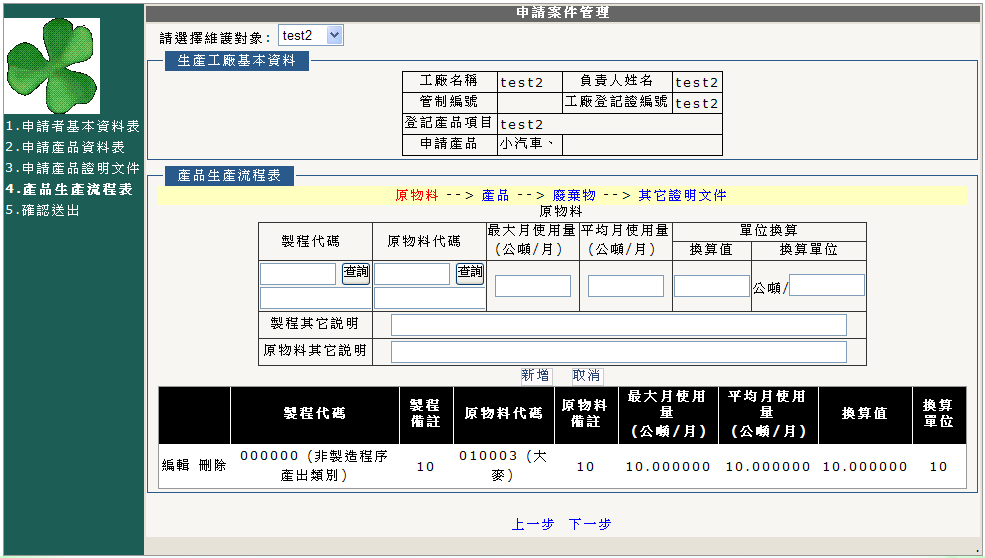 申請案件管理
請選擇維護對象： test2
1.申請者基本資料表
2.申請產品資料表
3.申請產品證明文件
4.產品生產流程表
5.確認送出
生產工廠基本資料
工廠名稱 test2 負責人姓名 test2
管制編號 工廠登記證編號 test2
登記產品項目 test2
申請產品 小汽車、
產品生產流程表
原物料 --> 產品 --> 廢棄物 --> 其它證明文件
原物料
製程代碼 原物料代碼 最大月使用量 平均月使用量 單位換算
(公噸/月) (公噸/月) 換算值 換算單位
查詢 查詢 公噸/
製程其它說明
原物料其它說明
新增 取消
製程代碼 製程 原物料代碼 原物料 最大月使用 平均月使用 換算值 換算
備註 備註 量 量 單位
(公噸/月) (公噸/月)
編輯 刪除 000000 (非製造程序 10 010003 (大 10 10.000000 10.000000 10.000000 10
產出類別) 麥)
上一步 下一步
.